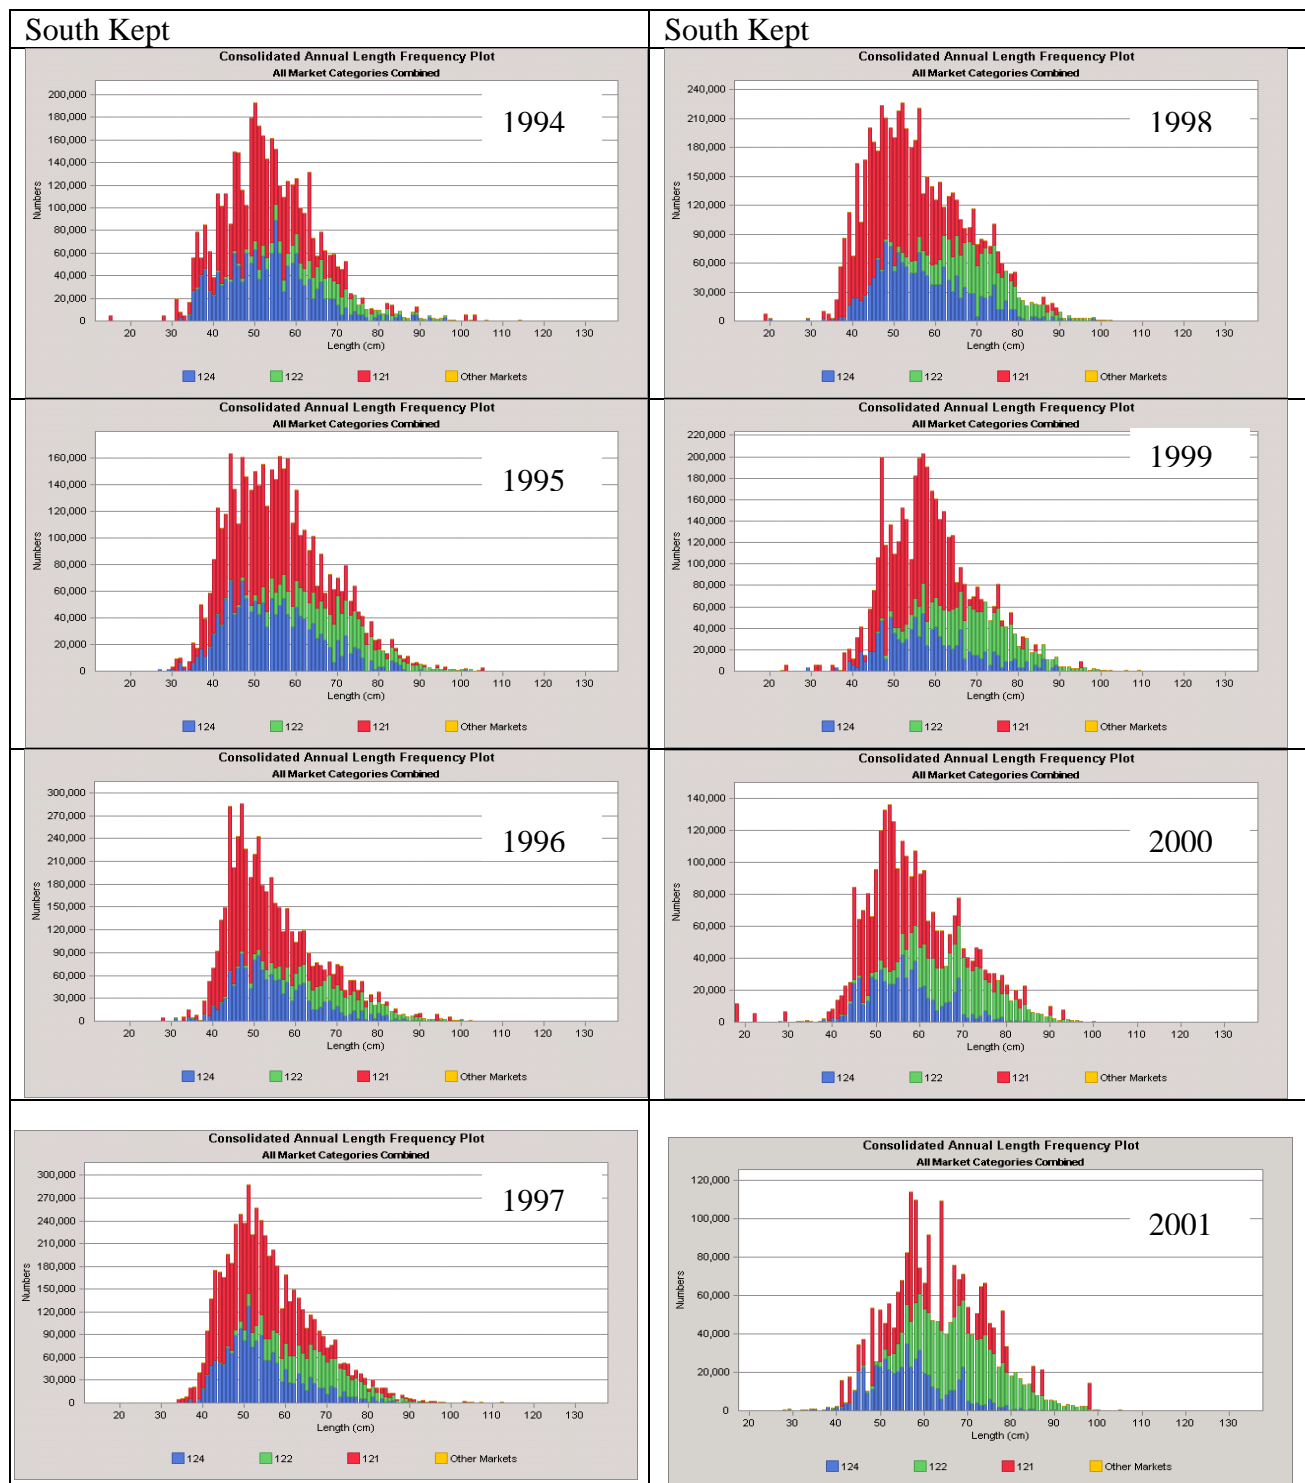 South Kept
Consolidated Annual Length Frequency Plot
All Market Categories Combined
1994
200,000
180,000
160,000
140,000
120,000
100,000
80,000
60,000
40,000
20,000
0
Numbers
20 30 40 50 60 70 80 90 100 110 120 130
Length (cm)
124 122 121 Other Markets
South Kept
Consolidated Annual Length Frequency Plot
All Market Categories Combined
1998
240,000
210,000
180,000
150,000
120,000
90,000
60,000
30,000
0
Numbers
20 30 40 50 60 70 80 90 100 110 120 130
Length (cm)
124 122 121 Other Markets
Consolidated Annual Length Frequency Plot
All Market Categories Combined
1995
160,000
140,000
120,000
100,000
80,000
60,000
40,000
20,000
0
Numbers
20 30 40 50 60 70 80 90 100 110 120 130
Length (cm)
124 122 121 Other Markets
Consolidated Annual Length Frequency Plot
All Market Categories Combined
1999
220,000
200,000
180,000
160,000
140,000
120,000
100,000
80,000
60,000
40,000
20,000
0
Numbers
20 30 40 50 60 70 80 90 100 110 120 130
Length (cm)
124 122 121 Other Markets
Consolidated Annual Length Frequency Plot
All Market Categories Combined
1996
300,000
270,000
240,000
210,000
180,000
150,000
120,000
90,000
60,000
30,000
0
Numbers
20 30 40 50 60 70 80 90 100 110 120 130
Length (cm)
124 122 121 Other Markets
Consolidated Annual Length Frequency Plot
All Market Categories Combined
2000
140,000
120,000
100,000
80,000
60,000
40,000
20,000
0
Numbers
20 30 40 50 60 70 80 90 100 110 120 130
Length (cm)
124 122 121 Other Markets
Consolidated Annual Length Frequency Plot
All Market Categories Combined
1997
300,000
270,000
240,000
210,000
180,000
150,000
120,000
90,000
60,000
30,000
0
Numbers
20 30 40 50 60 70 80 90 100 110 120 130
Length (cm)
124 122 121 Other Markets
Consolidated Annual Length Frequency Plot
All Market Categories Combined
2001
120,000
100,000
80,000
60,000
40,000
20,000
0
Numbers
20 30 40 50 60 70 80 90 100 110 120 130
Length (cm)
124 122 121 Other Markets